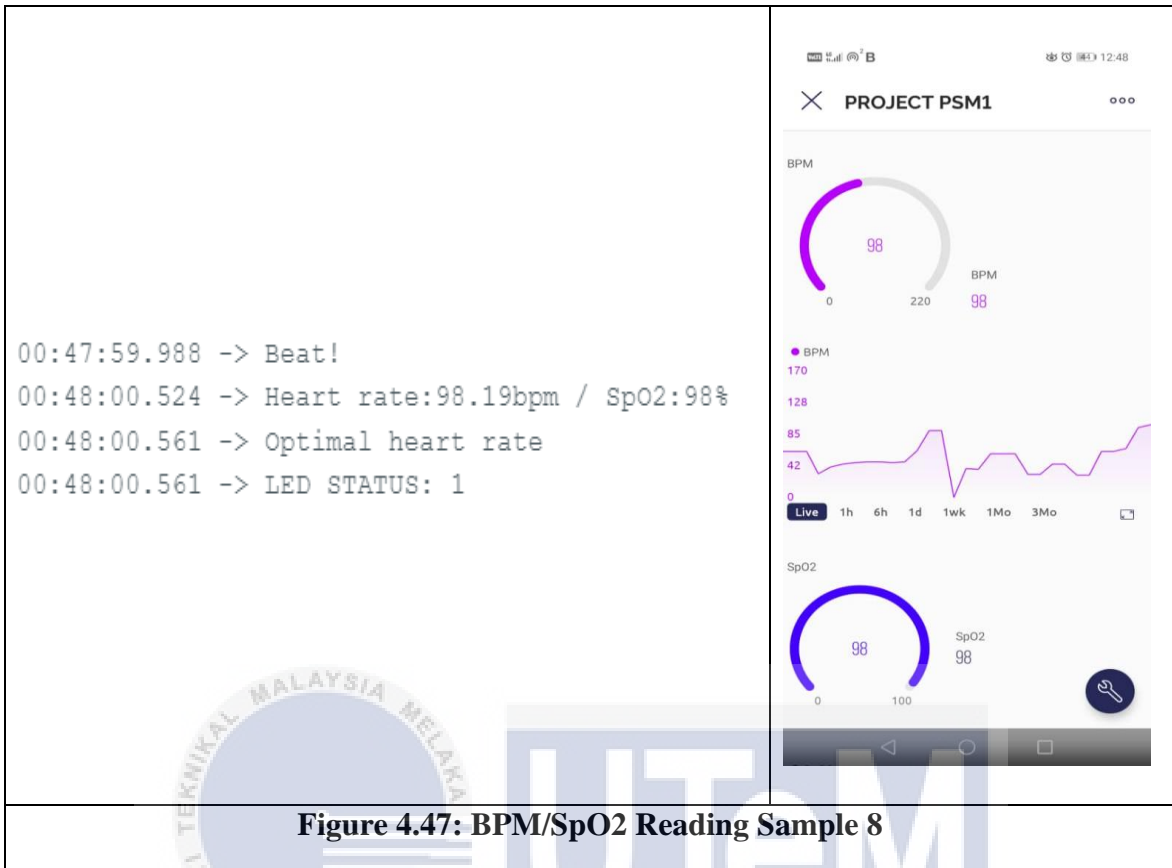 00:47:59.988 -> Beat!
00:48:00.524 -> Heart rate:98.19bpm / SpO2:98%
00:48:00.561 -> Optimal heart rate
00:48:00.561 -> LED STATUS: 1
2 B 12:48
PROJECT PSM1
BPM
98
0 220
BPM
98
BPM
170
128
85
42
0
Live 1h 6h 1d 1wk 1Mo 3Mo
SpO2
98
0 100
SpO2
98
TEKNIKAL MALAYSIA MELAKA
UTeM
Figure 4.47: BPM/SpO2 Reading Sample 8